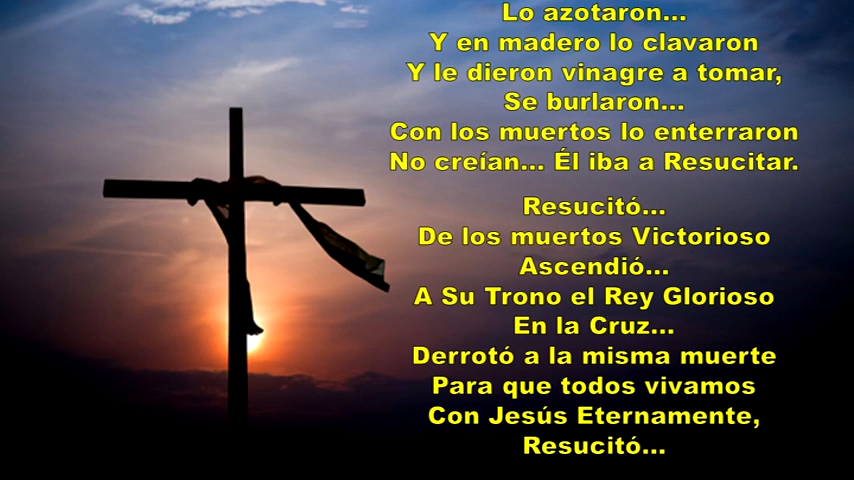 Lo azotaron...
Y en madero lo clavaron
Y le dieron vinagre a tomar,
Se burlaron...
Con los muertos lo enterraron
No creían... Él iba a Resucitar.
Resucitó...
De los muertos Victorioso
Ascendió...
A Su Trono el Rey Glorioso
En la Cruz...
Derrotó a la misma muerte
Para que todos vivamos
Con Jesús Eternamente,
Resucitó...